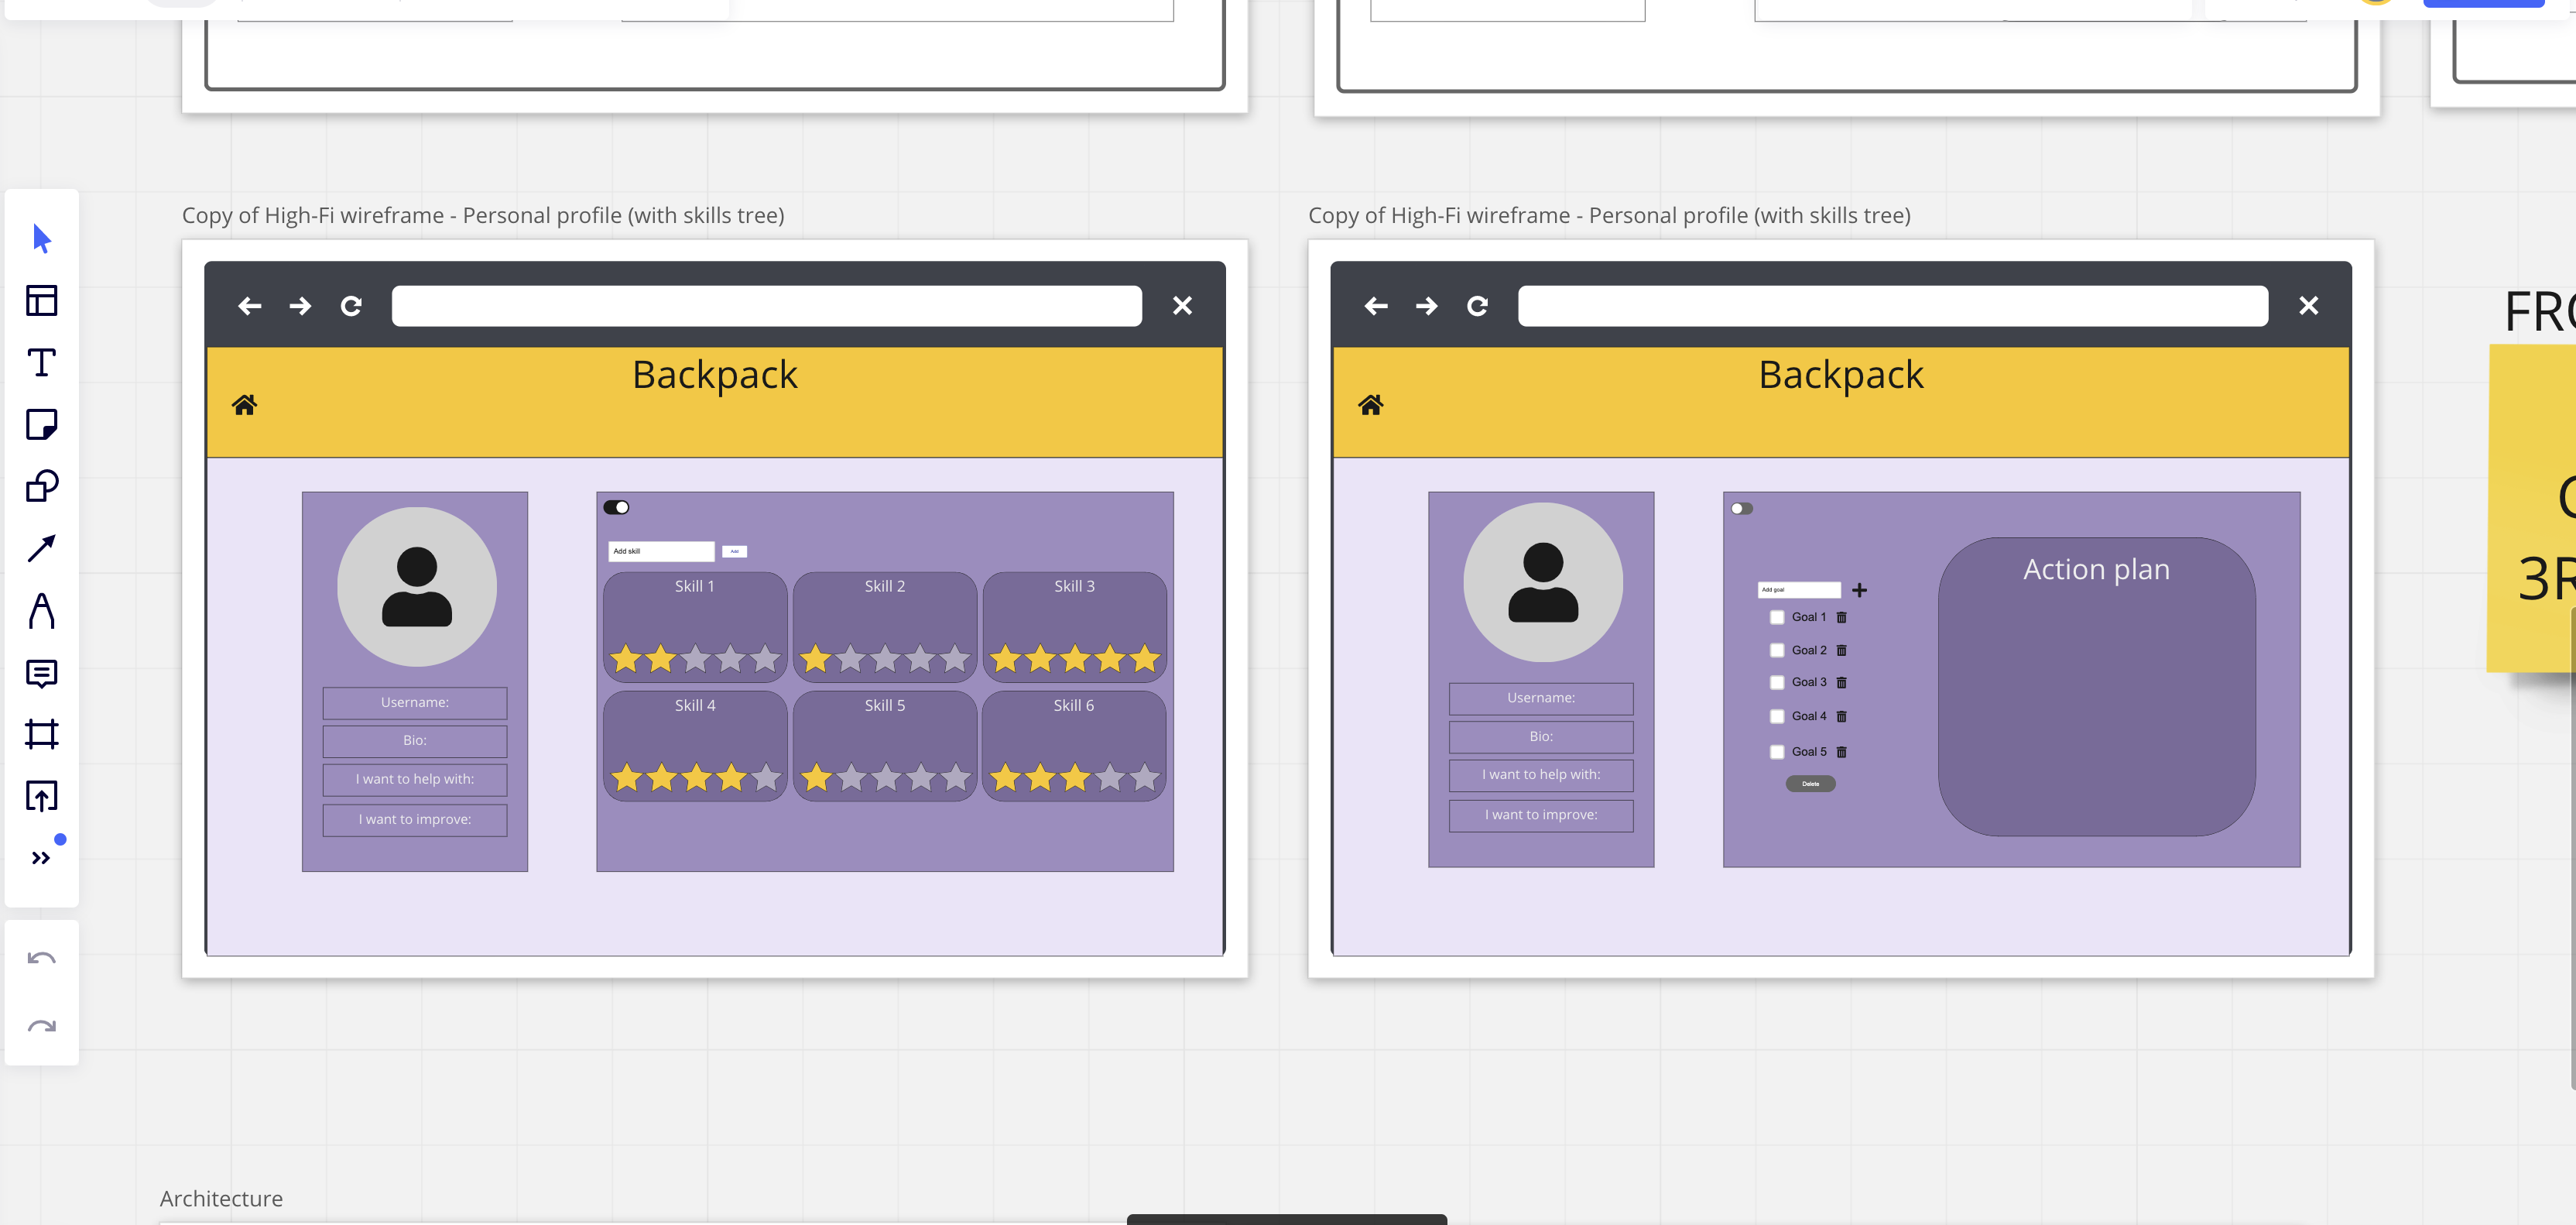 Copy of High-Fi wireframe - Personal profile (with skills tree)
Backpack
Username:
Bio:
I want to help with:
I want to improve:
Add skill
Add
Skill 1
Skill 2
Skill 3
Skill 4
Skill 5
Skill 6
Copy of High-Fi wireframe - Personal profile (with skills tree)
Backpack
Username:
Bio:
I want to help with:
I want to improve:
Add goal
Goal 1
Goal 2
Goal 3
Goal 4
Goal 5
Delete
Action plan
Architecture